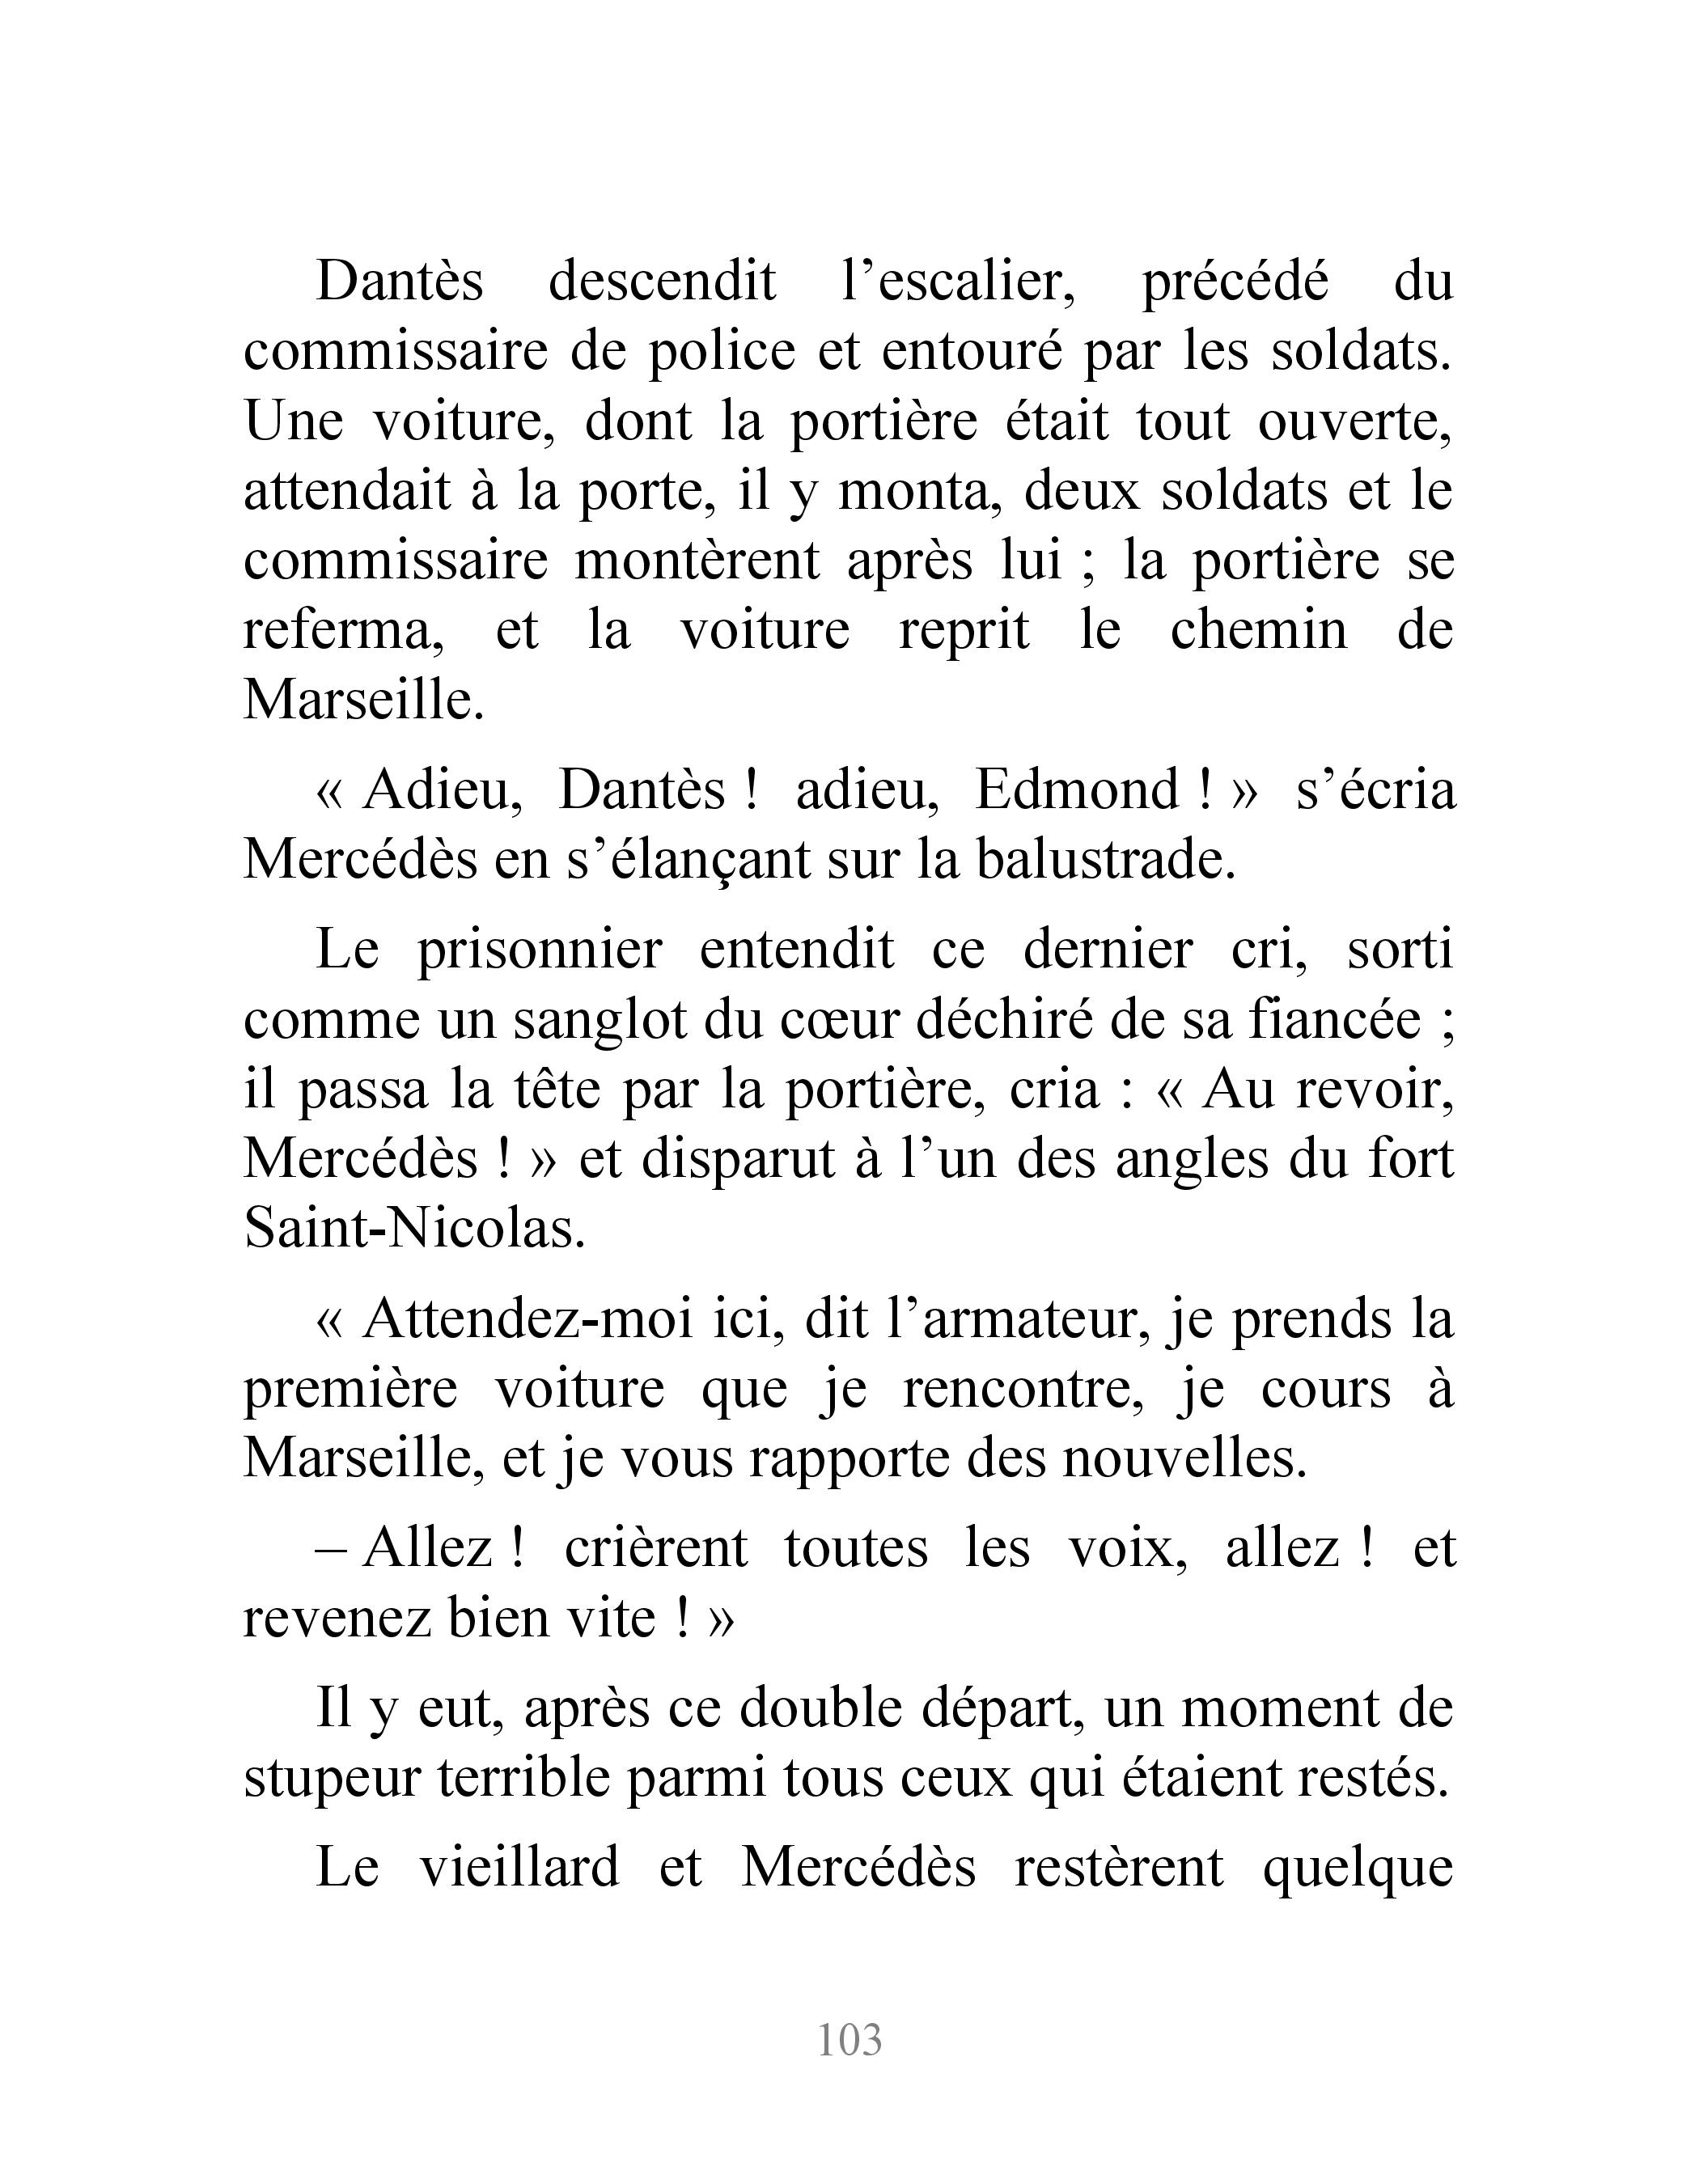 Dantès descendit l’escalier, précédé du
commissaire de police et entouré par les soldats.
Une voiture, dont la portière était tout ouverte,
attendait à la porte, il y monta, deux soldats et le
commissaire montèrent après lui ; la portière se
referma, et la voiture reprit le chemin de
Marseille.
« Adieu, Dantès ! adieu, Edmond ! » s’écria
Mercédès en s’élançant sur la balustrade.
Le prisonnier entendit ce dernier cri, sorti
comme un sanglot du cœur déchiré de sa fiancée ;
il passa la tête par la portière, cria : « Au revoir,
Mercédès ! » et disparut à l’un des angles du fort
Saint-Nicolas.
« Attendez-moi ici, dit l’armateur, je prends la
première voiture que je rencontre, je cours à
Marseille, et je vous rapporte des nouvelles.
– Allez ! crièrent toutes les voix, allez ! et
revenez bien vite ! »
Il y eut, après ce double départ, un moment de
stupeur terrible parmi tous ceux qui étaient restés.
Le vieillard et Mercédès restèrent quelque
103